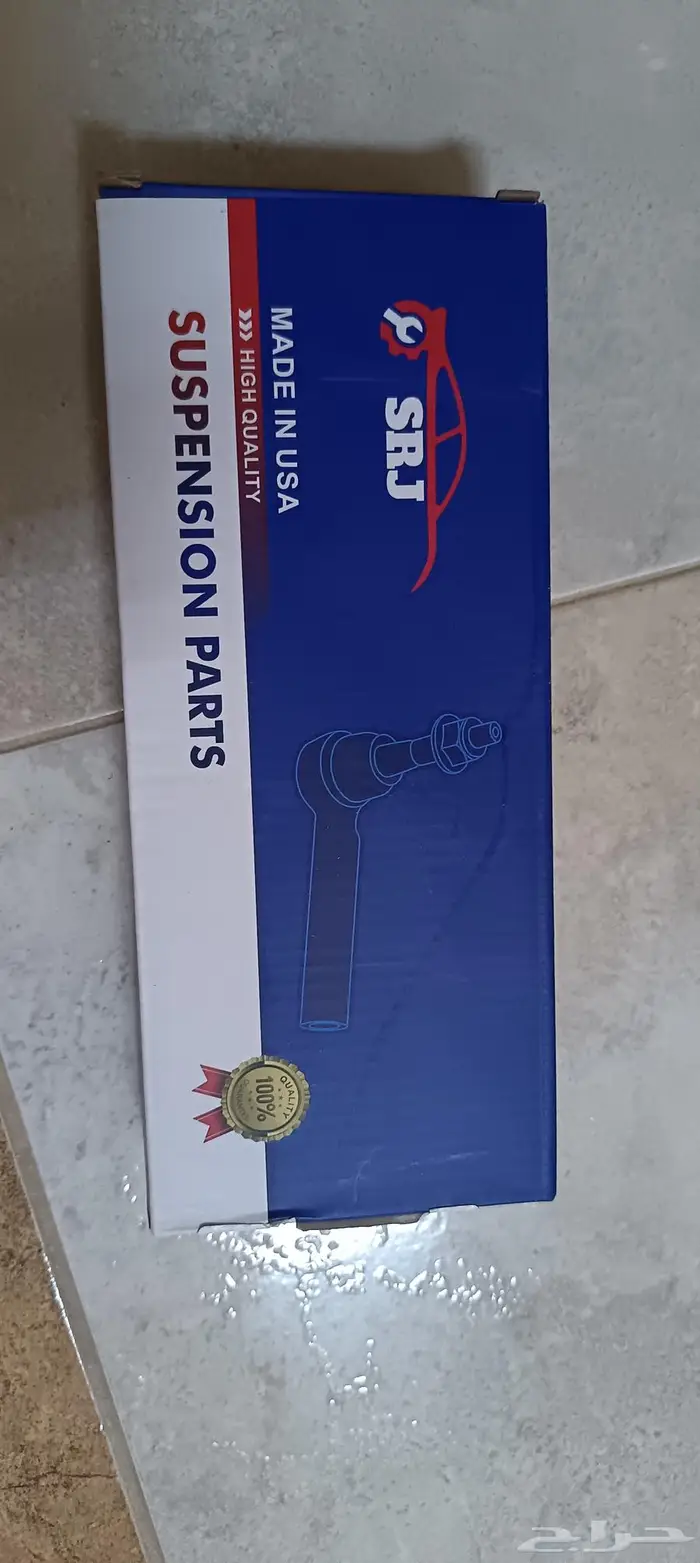 SRJ
MADE IN USA
>>> HIGH QUALITY
SUSPENSION PARTS
QUALITY
100%
حراج